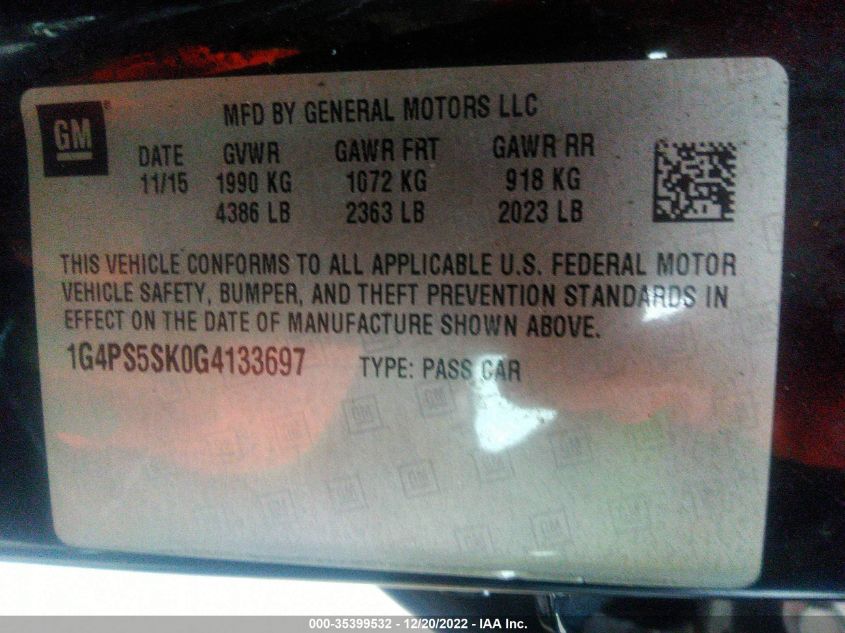 GM ®
MFD BY GENERAL MOTORS LLC
DATE GVWR GAWR FRT GAWR RR
11/15 1990 KG 1072 KG 918 KG
4386 LB 2363 LB 2023 LB
THIS VEHICLE CONFORMS TO ALL APPLICABLE U.S. FEDERAL MOTOR
VEHICLE SAFETY, BUMPER, AND THEFT PREVENTION STANDARDS IN
EFFECT ON THE DATE OF MANUFACTURE SHOWN ABOVE.
1G4PS5SK0G4133697 TYPE: PASS CAR
000-35399532 - 12/20/2022 - IAA Inc.